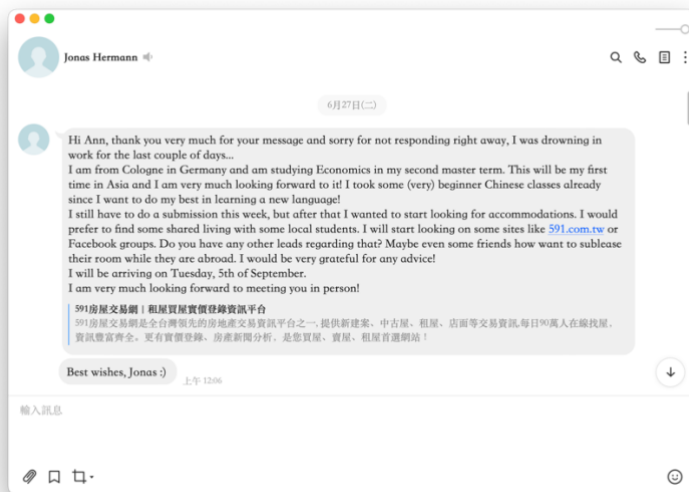 Jonas Hermann
6月27日(二)
Hi Ann, thank you very much for your message and sorry for not responding right away, I was drowning in
work for the last couple of days...
I am from Cologne in Germany and am studying Economics in my second master term. This will be my first
time in Asia and I am very much looking forward to it! I took some (very) beginner Chinese classes already
since I want to do my best in learning a new language!
I still have to do a submission this week, but after that I wanted to start looking for accommodations. I would
prefer to find some shared living with some local students. I will start looking on some sites like 591.com.tw or
Facebook groups. Do you have any other leads regarding that? Maybe even some friends how want to sublease
their room while they are abroad. I would be very grateful for any advice!
I will be arriving on Tuesday, 5th of September.
I am very much looking forward to meeting you in person!
591房屋交易網 | 租屋買屋實價登錄資訊平台
591房屋交易網是全台灣領先的房地產交易資訊平台之一, 提供新建案、中古屋、租屋、店面等交易資訊,每日90萬人在線找屋,
資訊豐富齊全。更有實價登錄、房產新聞分析, 是您買屋、賣屋、租屋首選網站！
Best wishes, Jonas :)
上午 12:06
輸入訊息